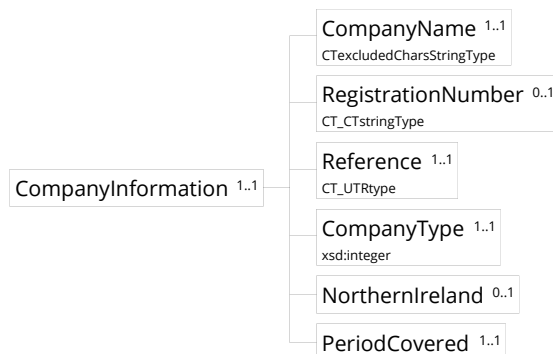 CompanyName 1..1
CTexcludedCharsStringType
RegistrationNumber 0..1
CT_CTstringType
Reference 1..1
CT_UTRtype
CompanyInformation 1..1
CompanyType 1..1
xsd:integer
NorthernIreland 0..1
PeriodCovered 1..1